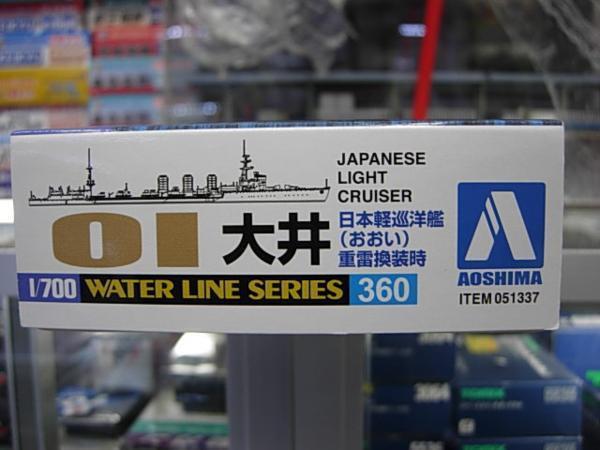 JAPANESE
LIGHT
CRUISER
OI 大井 日本軽巡洋艦
(おおい)
重雷換装時
AOSHIMA
1/700 WATER LINE SERIES 360
ITEM 051337